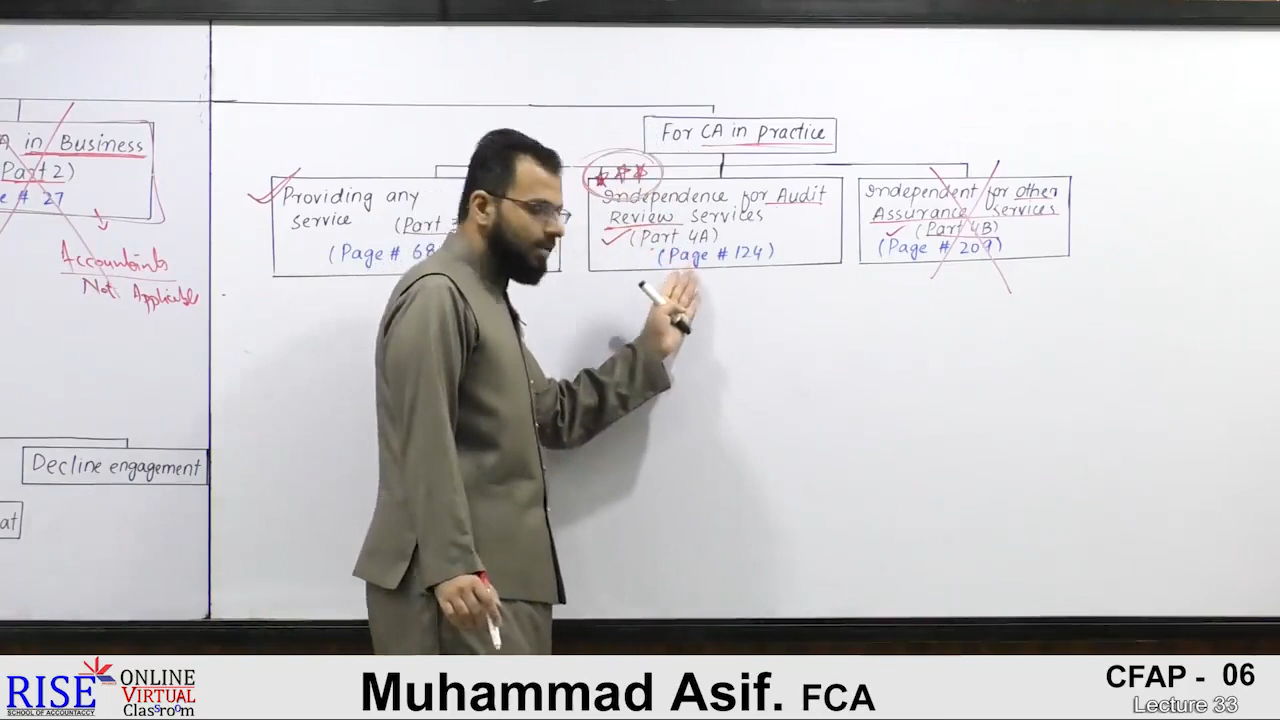 in Business
Part 2)
# 27
Accountants
Not Applicable
Decline engagement
at
For CA in practice
Providing any
service (Part
(Page # 68
Independence for Audit
Review services
(Part 4A)
(Page # 124)
Independent for other
Assurance services
(Part 4B)
(Page # 209)
RISE
SCHOOL OF ACCOUNTANCY
ONLINE
VIRTUAL
Classroom
Muhammad Asif. FCA
CFAP - 06
Lecture 33